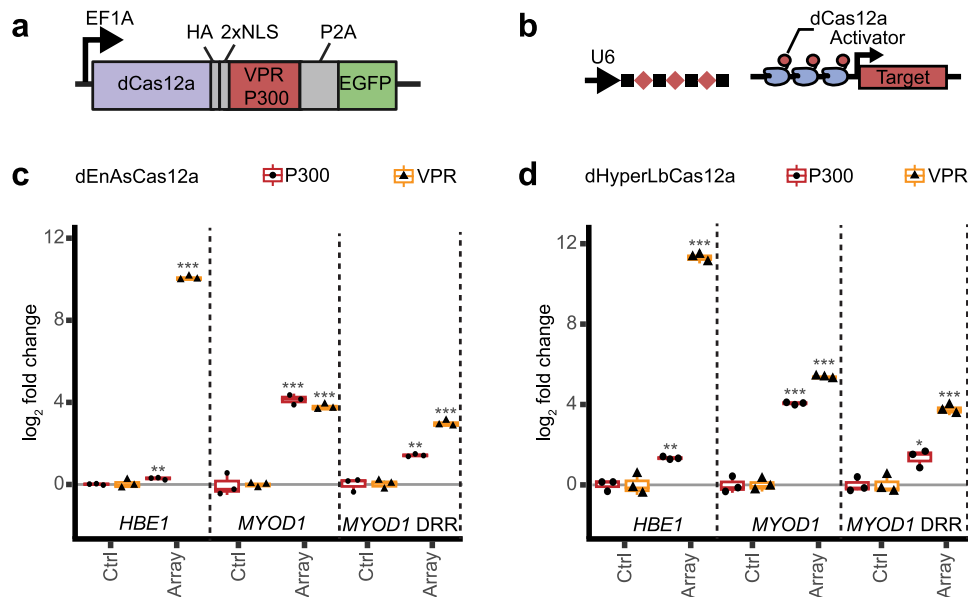 a
EF1A
HA 2xNLS P2A
dCas12a
VPR
P300
EGFP
b
dCas12a
Activator
U6
Target
c
dEnAsCas12a
P300
VPR
log2 fold change
12
8
4
0
***
**
***
***
**
***
HBE1
MYOD1
MYOD1 DRR
Ctrl
Array
Ctrl
Array
Ctrl
Array
d
dHyperLbCas12a
P300
VPR
log2 fold change
12
8
4
0
***
**
***
***
*
***
HBE1
MYOD1
MYOD1 DRR
Ctrl
Array
Ctrl
Array
Ctrl
Array